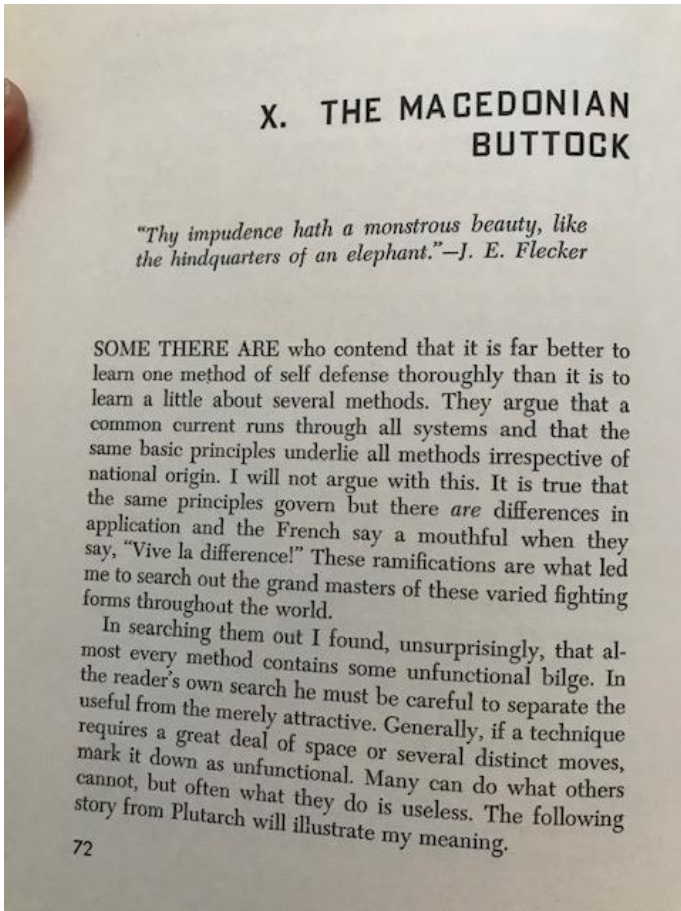 X. THE MACEDONIAN
BUTTOCK
"Thy impudence hath a monstrous beauty, like
the hindquarters of an elephant."—J. E. Flecker
SOME THERE ARE who contend that it is far better to
learn one method of self defense thoroughly than it is to
learn a little about several methods. They argue that a
common current runs through all systems and that the
same basic principles underlie all methods irrespective of
national origin. I will not argue with this. It is true that
the same principles govern but there are differences in
application and the French say a mouthful when they
say, "Vive la difference!" These ramifications are what led
me to search out the grand masters of these varied fighting
forms throughout the world.
In searching them out I found, unsurprisingly, that al-
most every method contains some unfunctional bilge. In
the reader's own search he must be careful to separate the
useful from the merely attractive. Generally, if a technique
requires a great deal of space or several distinct moves,
mark it down as unfunctional. Many can do what others
cannot, but often what they do is useless. The following
story from Plutarch will illustrate my meaning.
72